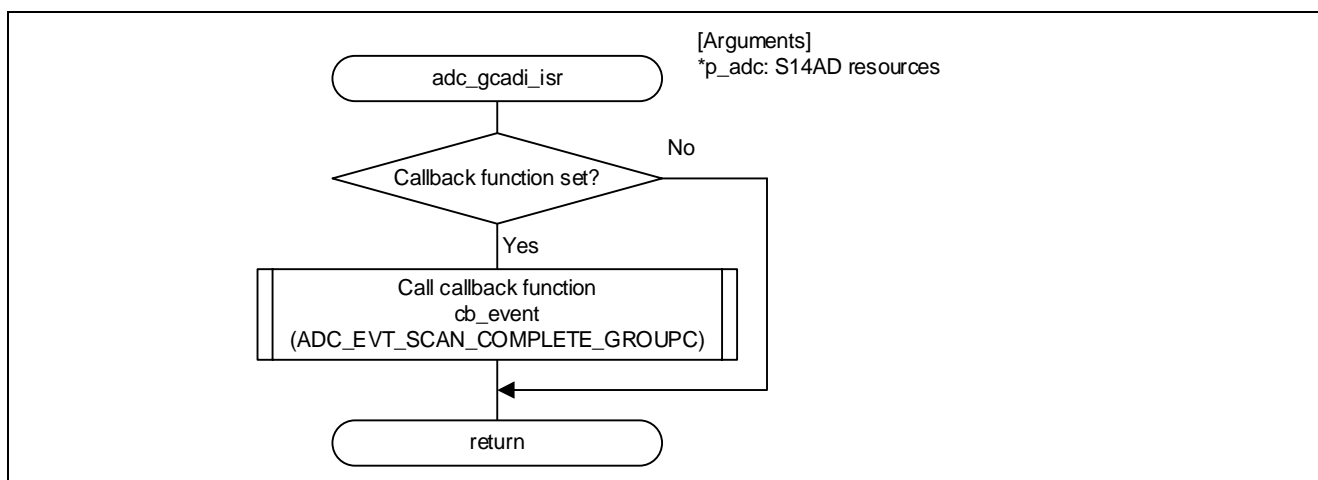 [Arguments]
*p_adc: S14AD resources
adc_gcadi_isr
No
Callback function set?
Yes
Call callback function
cb_event
(ADC_EVT_SCAN_COMPLETE_GROUPC)
return